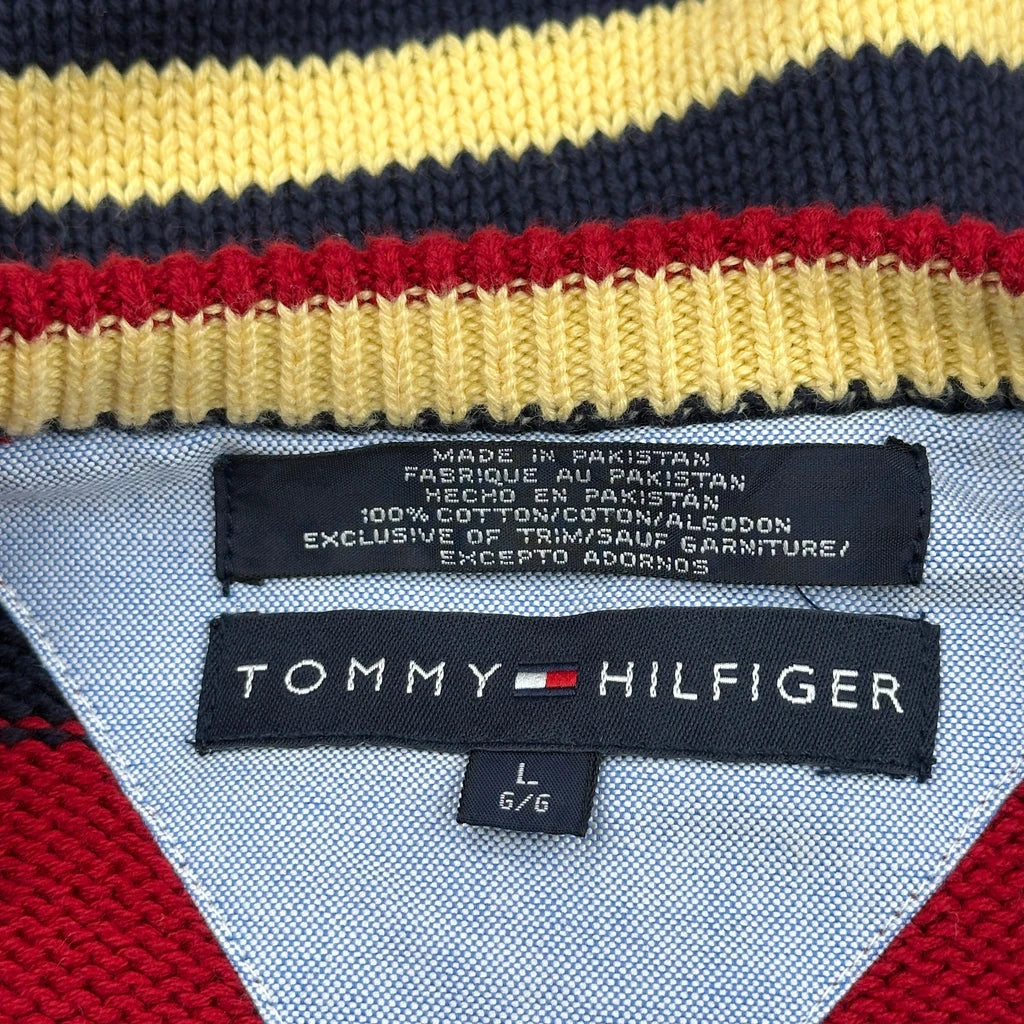 MADE IN PAKISTAN
FABRIQUE AU PAKISTAN
HECHO EN PAKISTÁN
100% COTTON/COTON/ALGODON
EXCLUSIVE OF TRIM/SAUF GARNITURE/
EXCEPTO ADORNOS
TOMMY HILFIGER
L
G/G